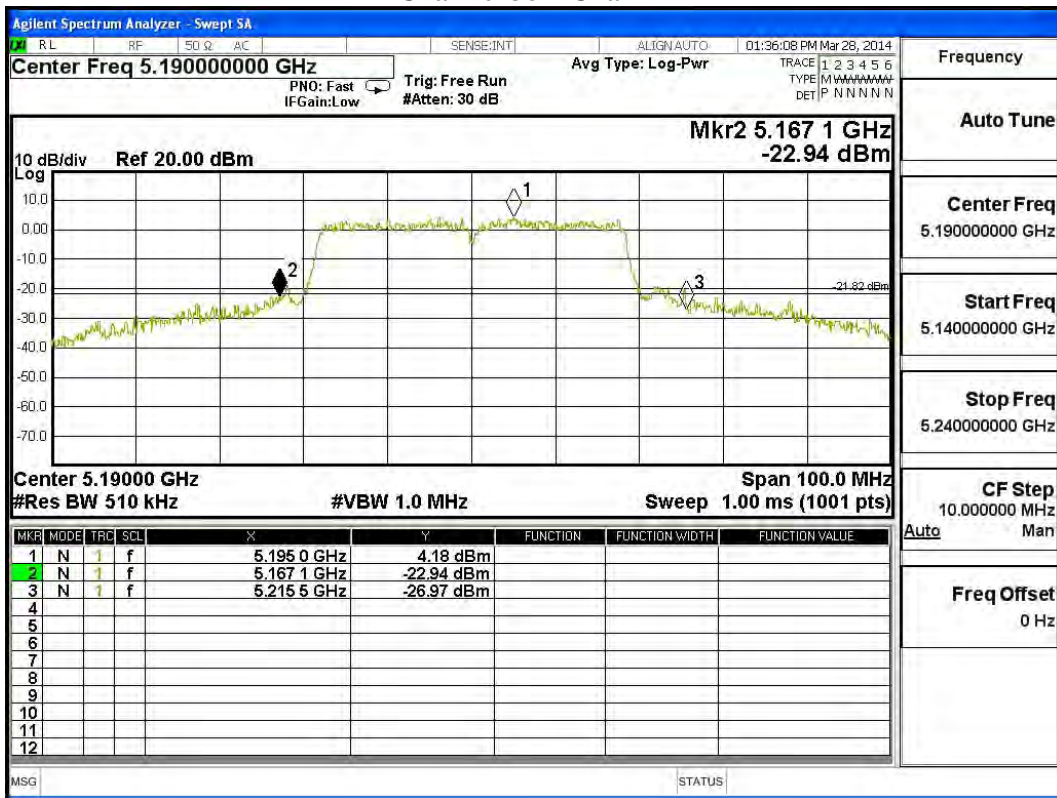 Agilent Spectrum Analyzer - Swept SA
RL RF 50 Ω AC SENSE:INT ALIGN AUTO 01:36:08 PM Mar 28, 2014
Center Freq 5.190000000 GHz
PNO: Fast
IFGain:Low
Trig: Free Run
#Atten: 30 dB
Avg Type: Log-Pwr
TRACE 1 2 3 4 5 6
TYPE M
DET P N N N N N
Mkr2 5.167 1 GHz
-22.94 dBm
10 dB/div Ref 20.00 dBm
Log
10.0
0.00
-10.0
-20.0
-30.0
-40.0
-50.0
-60.0
-70.0
1
2
3
-21.82 dBm
Center 5.19000 GHz Span 100.0 MHz
#Res BW 510 kHz #VBW 1.0 MHz Sweep 1.00 ms (1001 pts)
MKR MODE TRC SCL X Y FUNCTION FUNCTION WIDTH FUNCTION VALUE
1 N 1 f 5.195 0 GHz 4.18 dBm
2 N 1 f 5.167 1 GHz -22.94 dBm
3 N 1 f 5.215 5 GHz -26.97 dBm
4
5
6
7
8
9
10
11
12
MSG STATUS
Frequency
Auto Tune
Center Freq
5.190000000 GHz
Start Freq
5.140000000 GHz
Stop Freq
5.240000000 GHz
CF Step
10.000000 MHz
Auto Man
Freq Offset
0 Hz